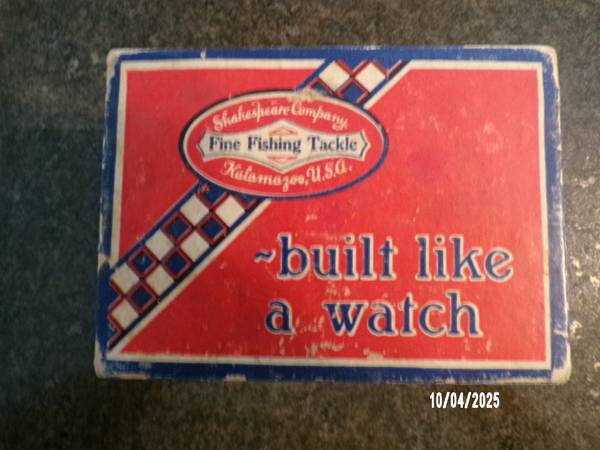 Shakespeare Company,
Fine Fishing Tackle
Kalamazoo, U.S.A.
~built like
a watch
10/04/2025